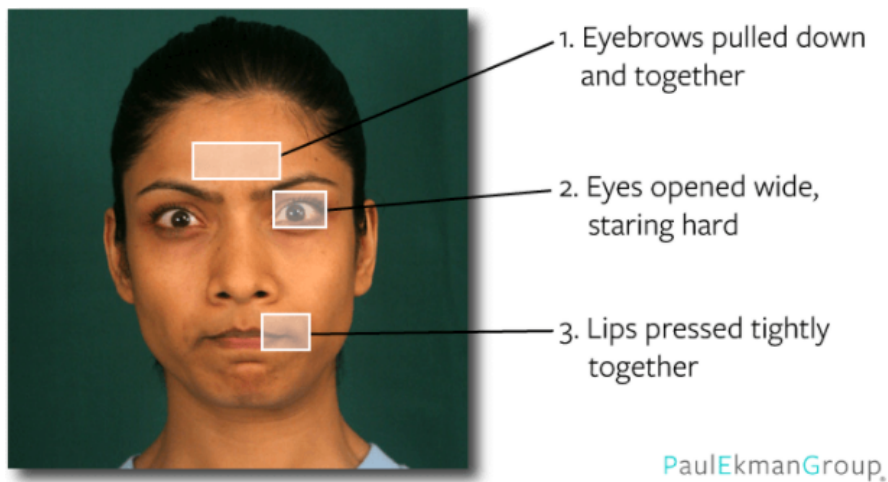 1. Eyebrows pulled down
and together
2. Eyes opened wide,
staring hard
3. Lips pressed tightly
together
PaulEkmanGroup®